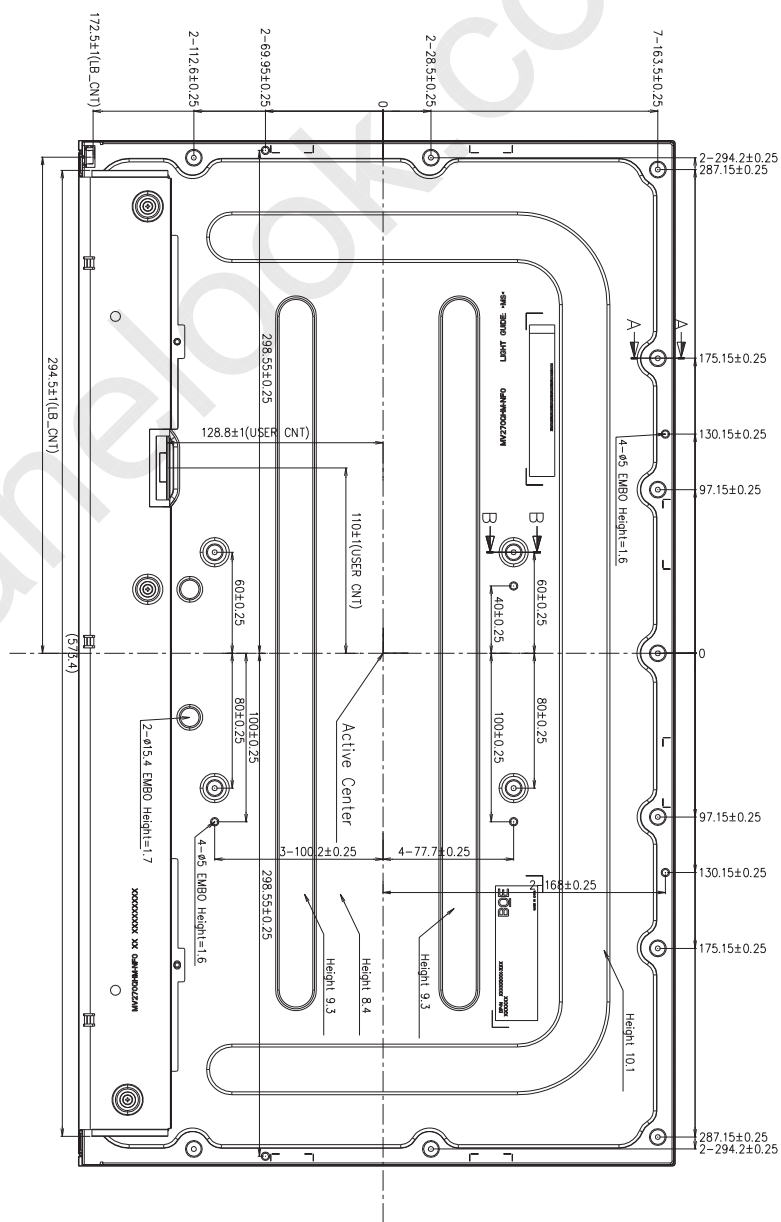 172.5±1(LB_CNT)
2-112.6±0.25
2-69.95±0.25
0
2-28.5±0.25
7-163.5±0.25
2-294.2±0.25
287.15±0.25
175.15±0.25
130.15±0.25
97.15±0.25
0
97.15±0.25
130.15±0.25
175.15±0.25
287.15±0.25
2-294.2±0.25
A
A
4-ø5 EMBO Height=1.6
LIGHT GUIDE
298.55±0.25
294.5±1(LB_CNT)
128.8±1(USER CNT)
110±1(USER CNT)
B
B
60±0.25
40±0.25
60±0.25
(573.4)
80±0.25
100±0.25
100±0.25
80±0.25
Active Center
2-ø15.4 EMBO Height=1.7
3-100.2±0.25
4-77.7±0.25
2-168±0.25
4-ø5 EMBO Height=1.6
298.55±0.25
BOE
Height 9.3
Height 8.4
Height 9.3
Height 10.1
panelook.co